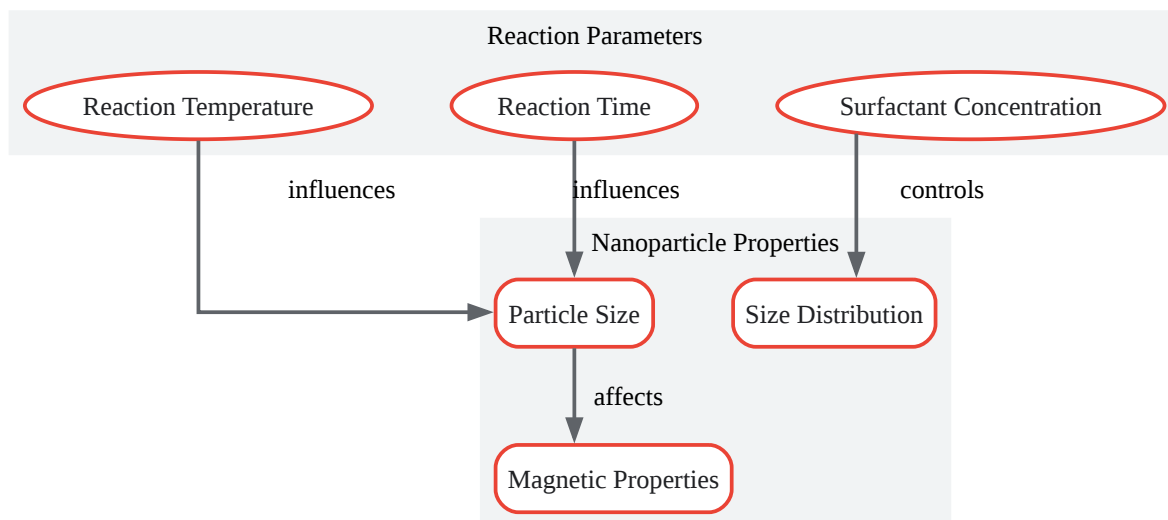 Reaction Parameters
Reaction Temperature
Reaction Time
Surfactant Concentration
influences
influences
controls
Nanoparticle Properties
Particle Size
Size Distribution
affects
Magnetic Properties